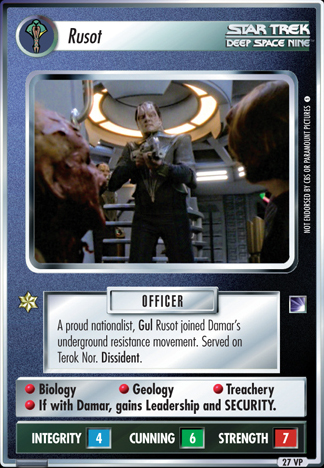 Rusot
STAR TREK
DEEP SPACE NINE
NOT ENDORSED BY CBS OR PARAMOUNT PICTURES
OFFICER
A proud nationalist, Gul Rusot joined Damar's
underground resistance movement. Served on
Terok Nor. Dissident.
Biology Geology Treachery
If with Damar, gains Leadership and SECURITY.
INTEGRITY 4 CUNNING 6 STRENGTH 7
27 VP